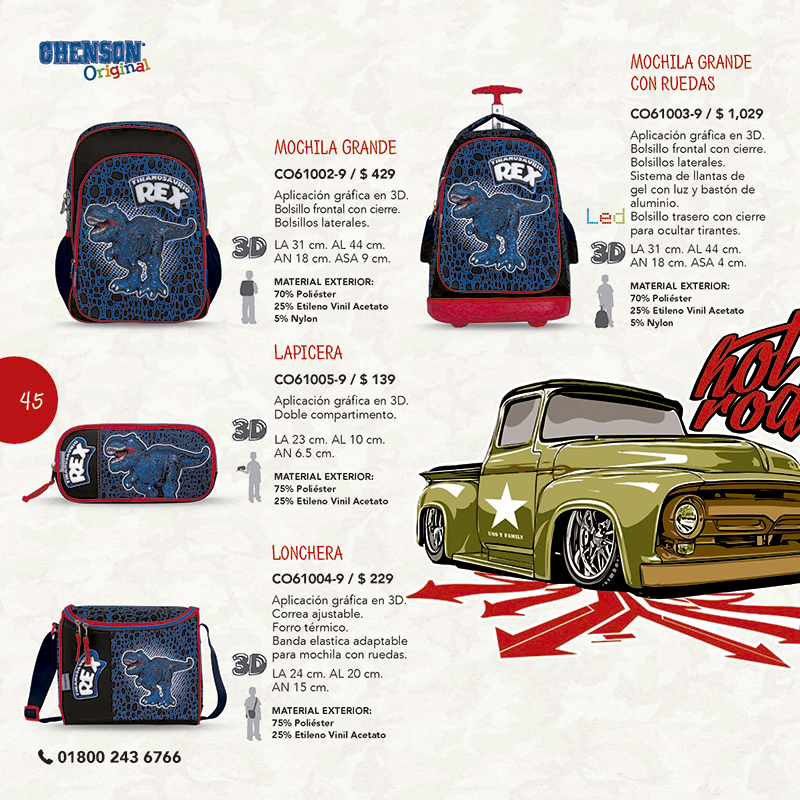 CHENSON
Original
MOCHILA GRANDE
CO61002-9 / $ 429
Aplicación gráfica en 3D.
Bolsillo frontal con cierre.
Bolsillos laterales.
3D
LA 31 cm. AL 44 cm.
AN 18 cm. ASA 9 cm.
MATERIAL EXTERIOR:
70% Poliéster
25% Etileno Vinil Acetato
5% Nylon
TIRANOSAURIO
REX
MOCHILA GRANDE
CON RUEDAS
CO61003-9 / $ 1,029
Aplicación gráfica en 3D.
Bolsillo frontal con cierre.
Bolsillos laterales.
Sistema de llantas de
gel con luz y bastón de
aluminio.
Led
Bolsillo trasero con cierre
para ocultar tirantes.
3D
LA 31 cm. AL 44 cm.
AN 18 cm. ASA 4 cm.
MATERIAL EXTERIOR:
70% Poliéster
25% Etileno Vinil Acetato
5% Nylon
TIRANOSAURIO
REX
45
LAPICERA
CO61005-9 / $ 139
Aplicación gráfica en 3D.
Doble compartimento.
3D
LA 23 cm. AL 10 cm.
AN 6.5 cm.
MATERIAL EXTERIOR:
75% Poliéster
25% Etileno Vinil Acetato
REX
hot
rod
USS T FAMILY
LONCHERA
CO61004-9 / $ 229
Aplicación gráfica en 3D.
Correa ajustable.
Forro térmico.
Banda elastica adaptable
para mochila con ruedas.
3D
LA 24 cm. AL 20 cm.
AN 15 cm.
MATERIAL EXTERIOR:
75% Poliéster
25% Etileno Vinil Acetato
REX
01800 243 6766